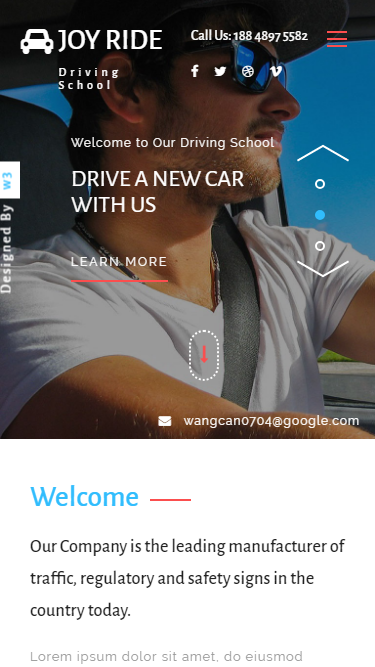 JOY RIDE
Driving
School
Call Us: 188 4897 5582
Welcome to Our Driving School
DRIVE A NEW CAR
WITH US
LEARN MORE
Designed By w3
wangcan0704@google.com
Welcome
Our Company is the leading manufacturer of
traffic, regulatory and safety signs in the
country today.
Lorem ipsum dolor sit amet, do eiusmod